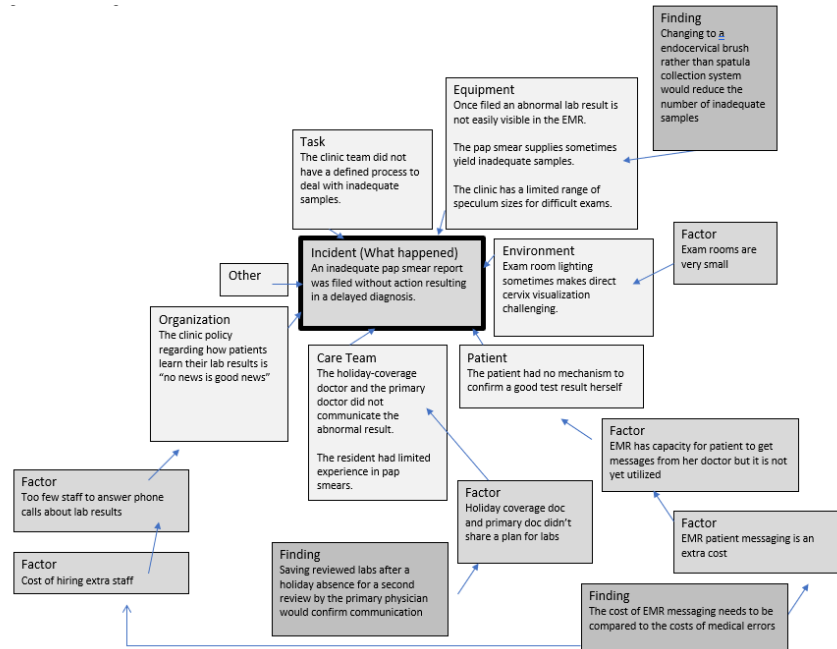 Finding
Changing to a
endocervical brush
rather than spatula
collection system
would reduce the
number of inadequate
samples
Equipment
Once filed an abnormal lab result is
not easily visible in the EMR.
The pap smear supplies sometimes
yield inadequate samples.
The clinic has a limited range of
speculum sizes for difficult exams.
Task
The clinic team did not
have a defined process to
deal with inadequate
samples.
Incident (What happened)
An inadequate pap smear report
was filed without action resulting
in a delayed diagnosis.
Environment
Exam room lighting
sometimes makes direct
cervix visualization
challenging.
Factor
Exam rooms are
very small
Other
Organization
The clinic policy
regarding how patients
learn their lab results is
“no news is good news”
Care Team
The holiday-coverage
doctor and the primary
doctor did not
communicate the
abnormal result.
The resident had limited
experience in pap
smears.
Patient
The patient had no mechanism to
confirm a good test result herself
Factor
EMR has capacity for patient to get
messages from her doctor but it is not
yet utilized
Factor
Too few staff to answer phone
calls about lab results
Factor
Holiday coverage doc
and primary doc didn’t
share a plan for labs
Factor
EMR patient messaging is an
extra cost
Factor
Cost of hiring extra staff
Finding
Saving reviewed labs after a
holiday absence for a second
review by the primary physician
would confirm communication
Finding
The cost of EMR messaging needs to be
compared to the costs of medical errors